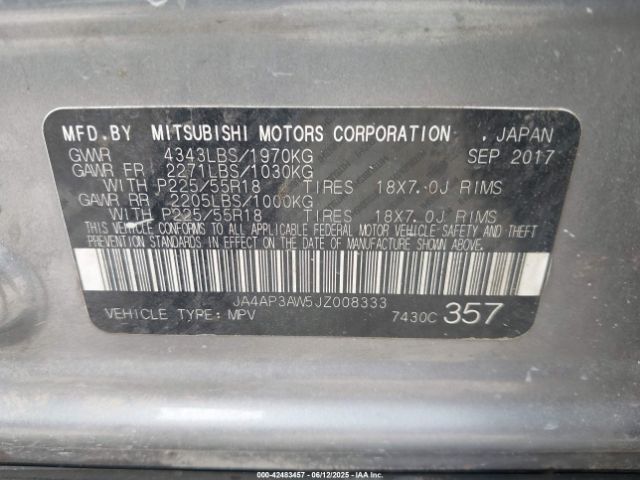 MFD.BY MITSUBISHI MOTORS CORPORATION , JAPAN
GVWR 4343LBS/1970KG SEP 2017
GAWR FR 2271LBS/1030KG
WITH P225/55R18 TIRES 18X7.0J RIMS
GAWR RR 2205LBS/1000KG
WITH P225/55R18 TIRES 18X7.0J RIMS
THIS VEHICLE CONFORMS TO ALL APPLICABLE FEDERAL MOTOR VEHICLE-SAFETY AND THEFT
PREVENTION STANDARDS IN EFFECT ON THE DATE OF MANUFACTURE SHOWN ABOVE.
JA4AP3AW5JZ008333
VEHICLE TYPE: MPV 7430C 357
000-42483457 - 06/12/2025 - IAAI.COM